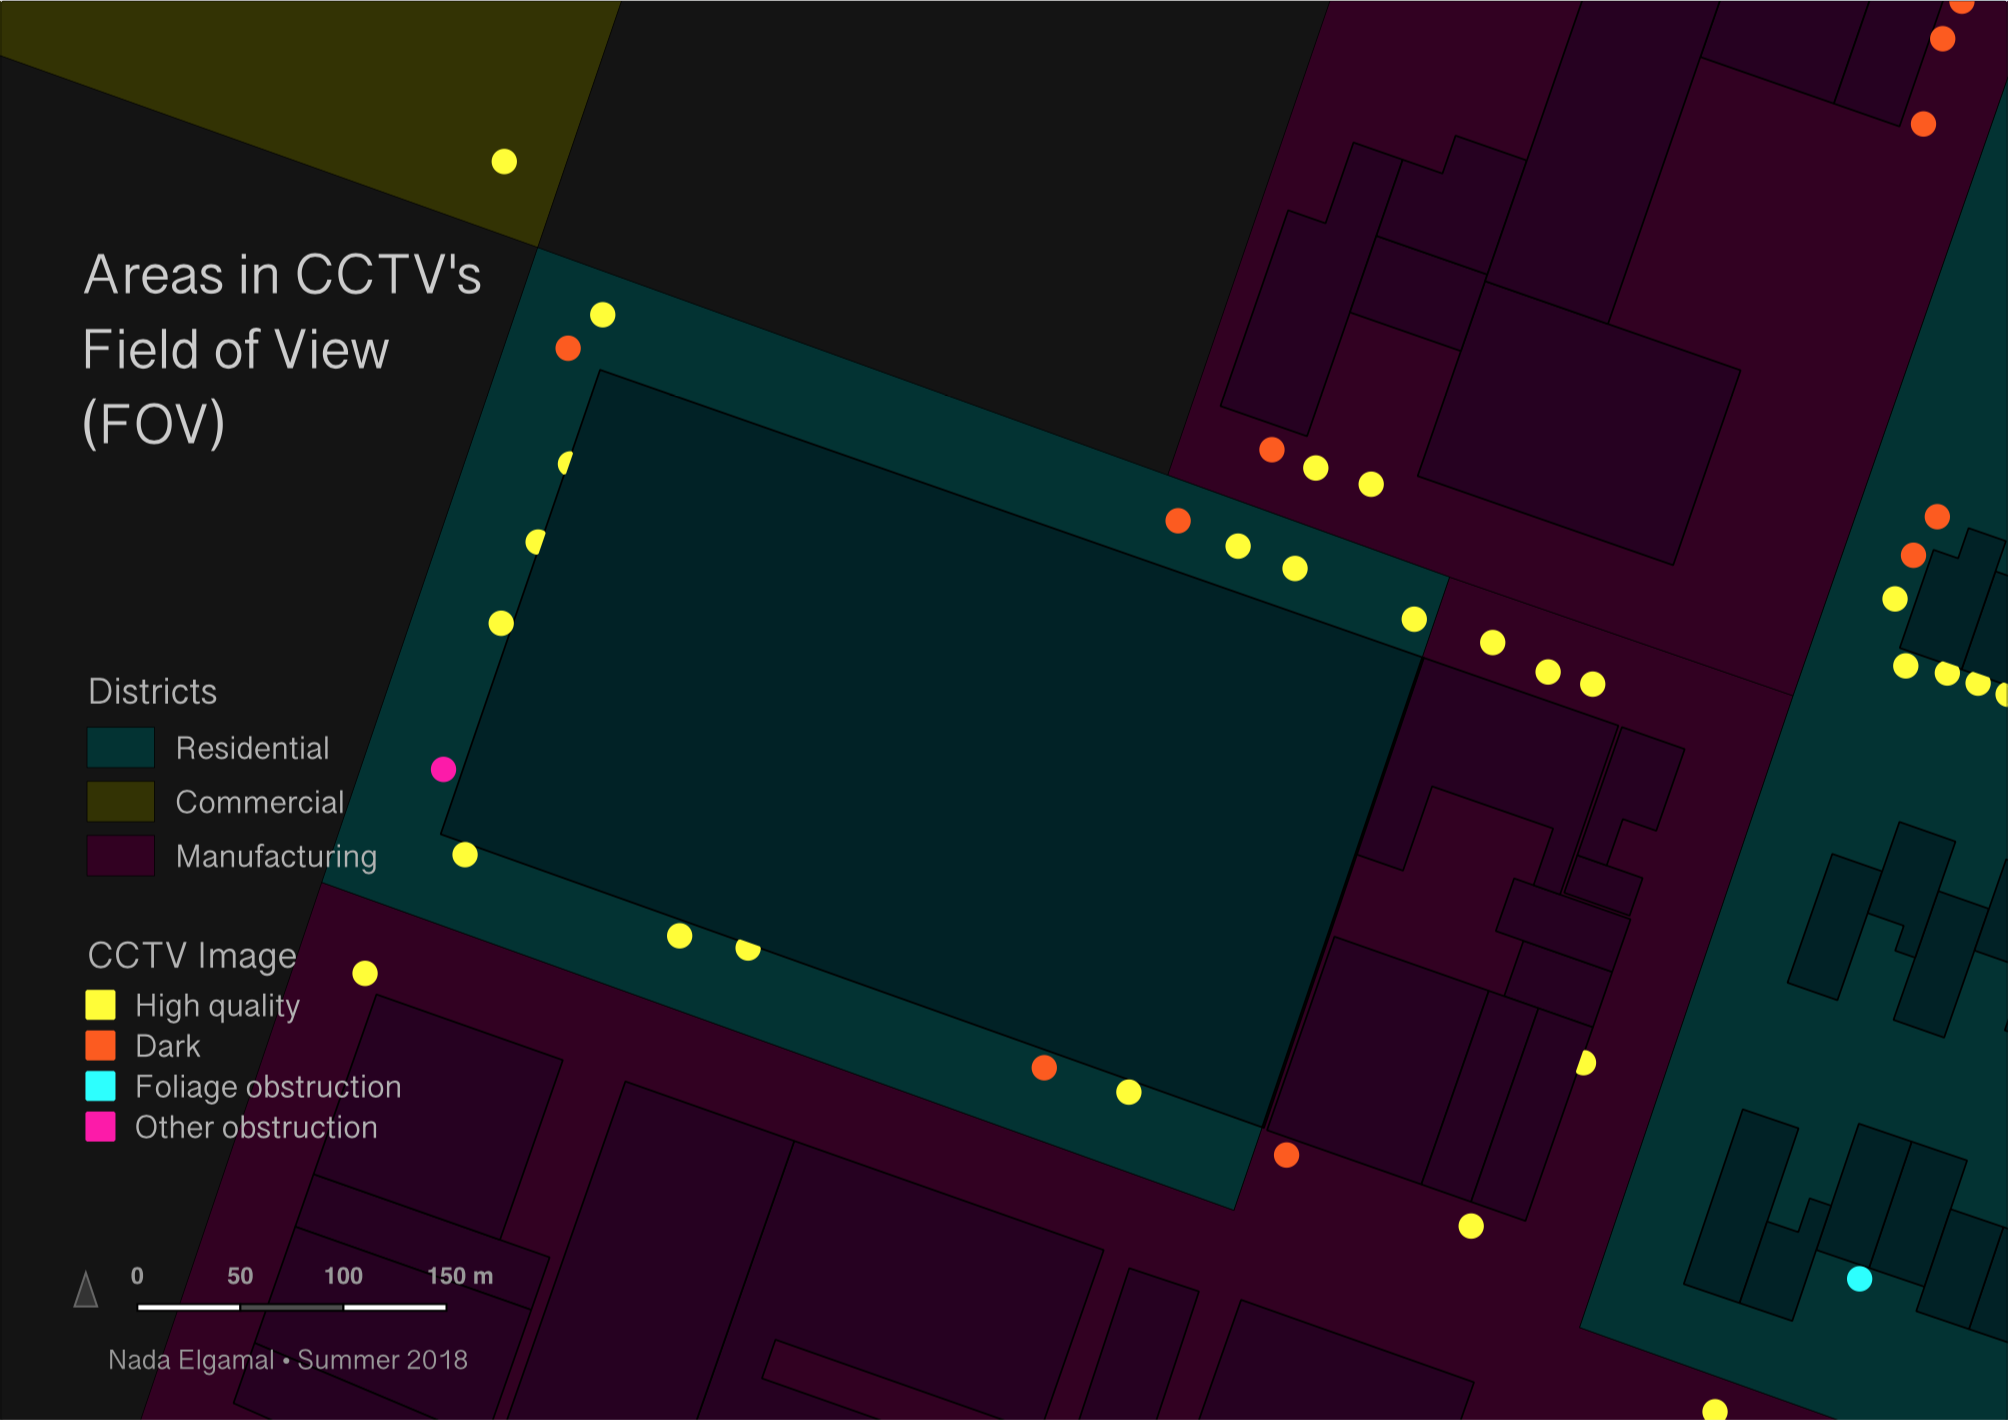 Areas in CCTV's
Field of View
(FOV)
Districts
Residential
Commercial
Manufacturing
CCTV Image
High quality
Dark
Foliage obstruction
Other obstruction
0 50 100 150 m
Nada Elgamal • Summer 2018